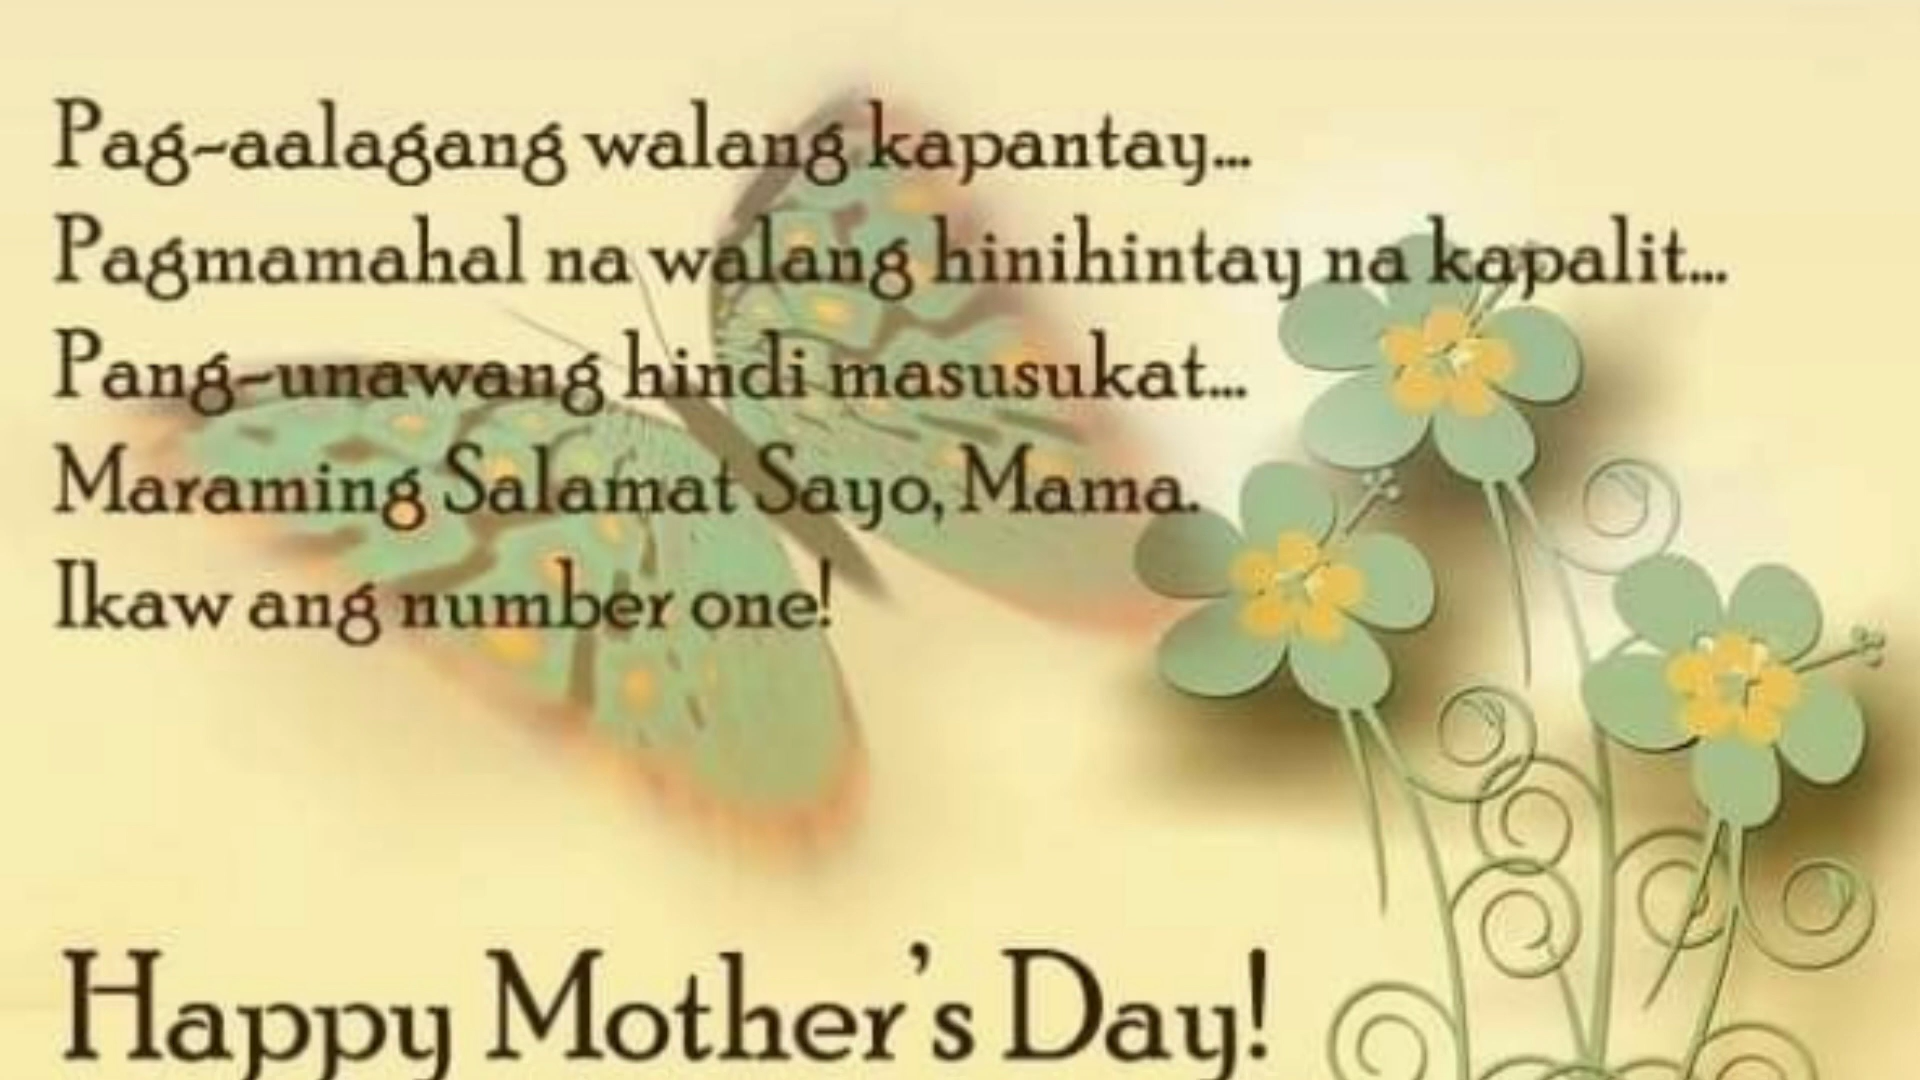 Pag-aalagang walang kapantay...
Pagmamahal na walang hinihintay na kapalit...
Pang-unawang hindi masusukat...
Maraming Salamat Sayo, Mama.
Ikaw ang number one!
Happy Mother's Day!